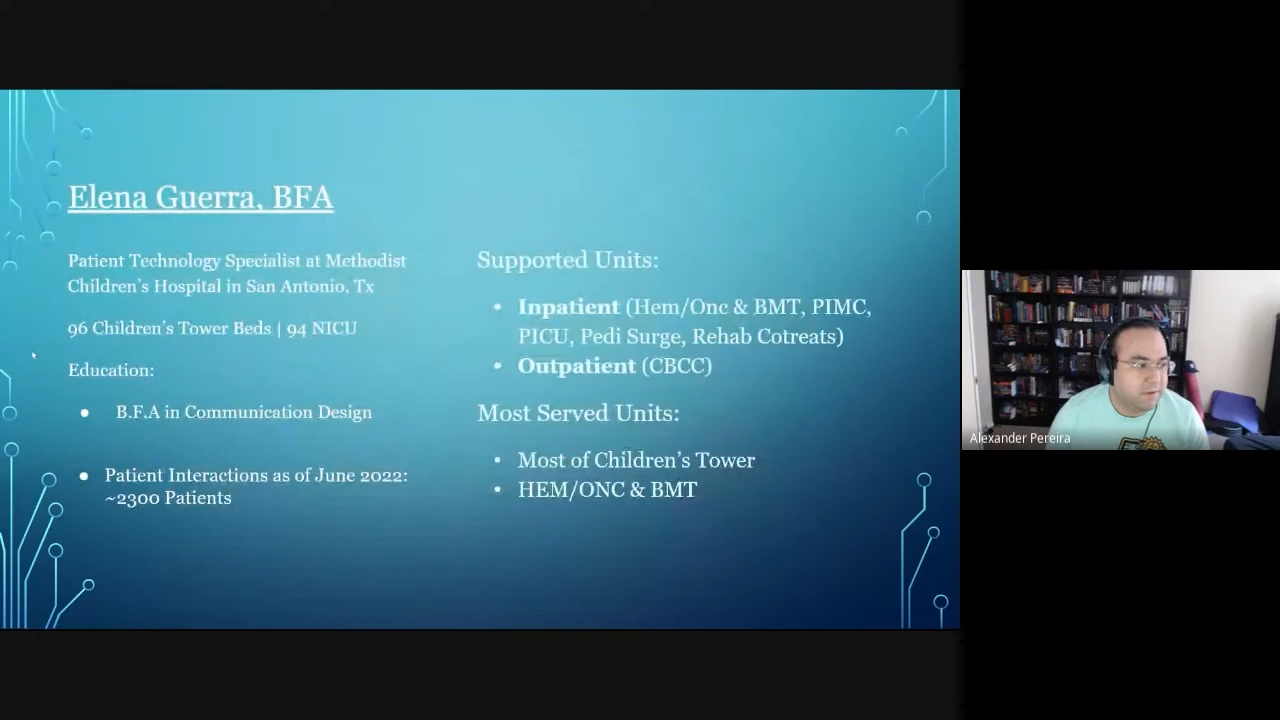 Elena Guerra, BFA
Patient Technology Specialist at Methodist
Children's Hospital in San Antonio, Tx
96 Children's Tower Beds | 94 NICU
Education:
• B.F.A in Communication Design
• Patient Interactions as of June 2022:
~2300 Patients
Supported Units:
• Inpatient (Hem/Onc & BMT, PIMC,
PICU, Pedi Surge, Rehab Cotreats)
• Outpatient (CBCC)
Most Served Units:
• Most of Children's Tower
• HEM/ONC & BMT
Alexander Pereira